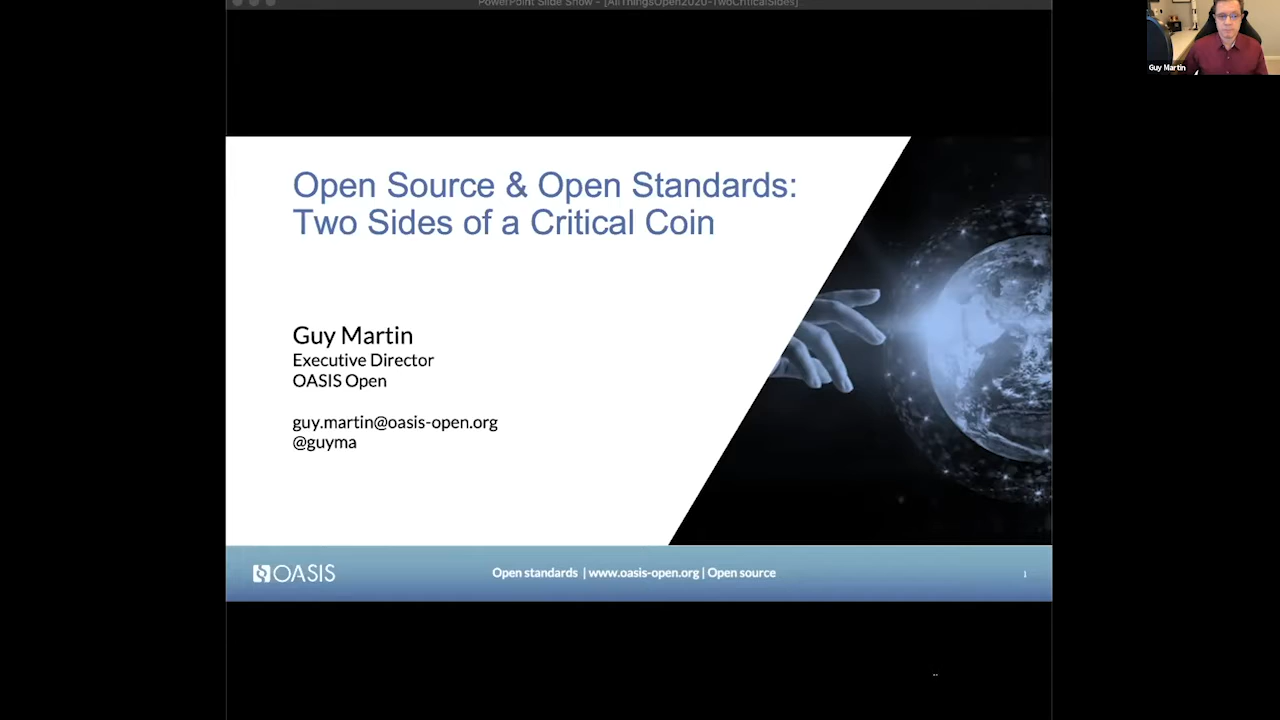 PowerPoint Slide Show - [AllThingsOpen2020-TwoCriticalSides]
Guy Martin
Open Source & Open Standards:
Two Sides of a Critical Coin
Guy Martin
Executive Director
OASIS Open
guy.martin@oasis-open.org
@guyma
OASIS
Open standards | www.oasis-open.org | Open source
1